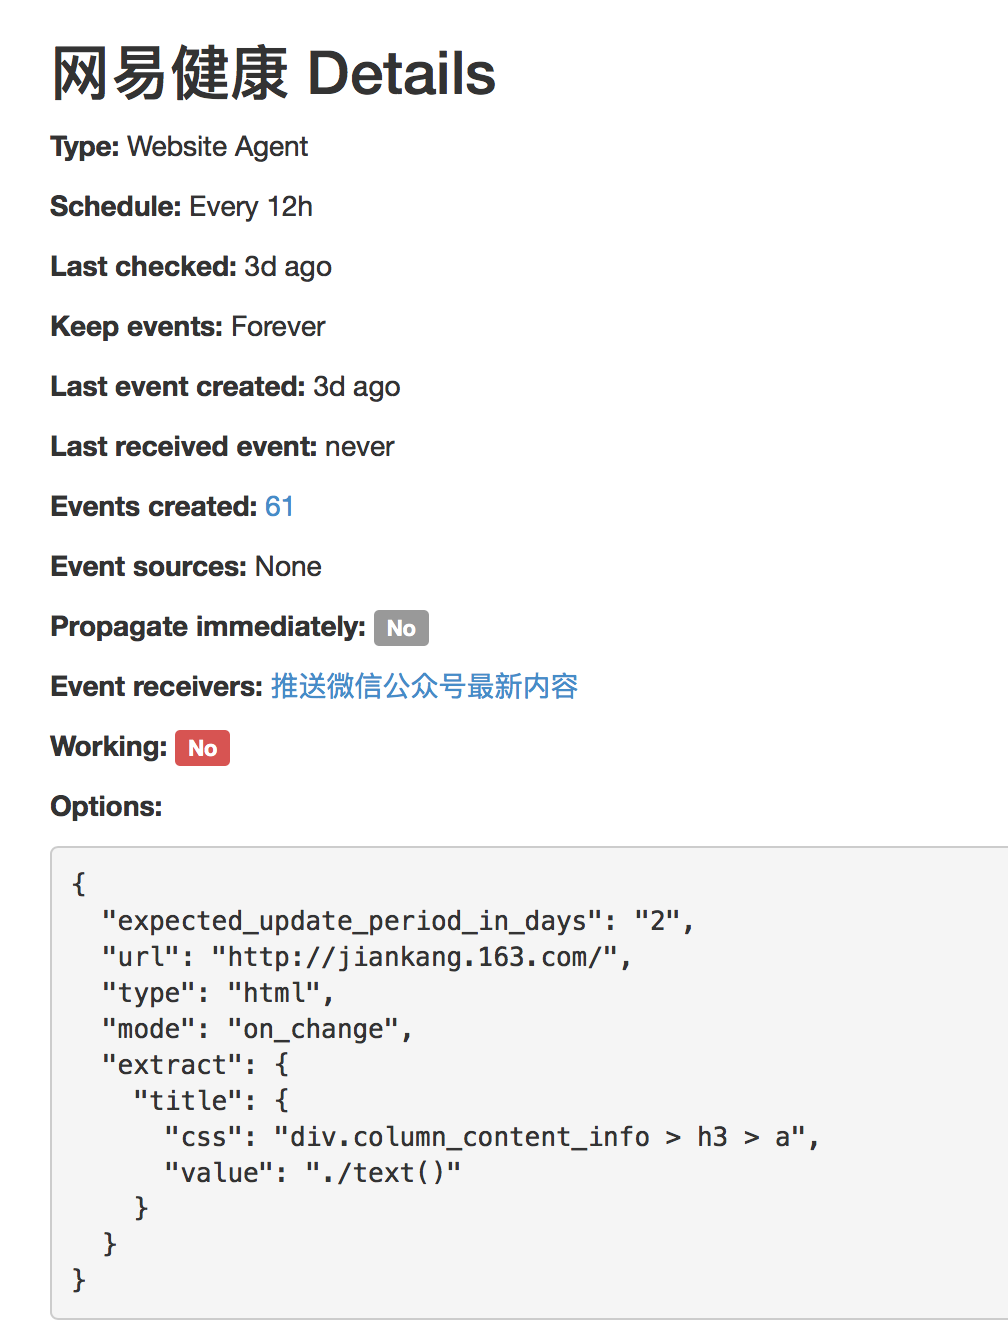 网易健康 Details
Type: Website Agent
Schedule: Every 12h
Last checked: 3d ago
Keep events: Forever
Last event created: 3d ago
Last received event: never
Events created: 61
Event sources: None
Propagate immediately: No
Event receivers: 推送微信公众号最新内容
Working: No
Options:
{
  "expected_update_period_in_days": "2",
  "url": "http://jiankang.163.com/",
  "type": "html",
  "mode": "on_change",
  "extract": {
    "title": {
      "css": "div.column_content_info > h3 > a",
      "value": "./text()"
    }
  }
}